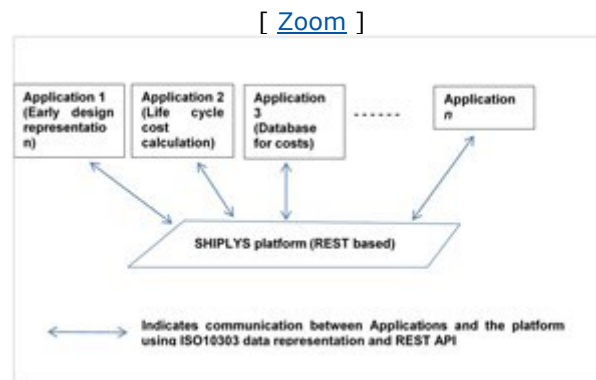 [ Zoom ]
Application 1
(Early design
representatio
n)
Application 2
(Life cycle
cost
calculation)
Application
3
(Database
for costs)
------
Application
n
SHIPLYS platform (REST based)
Indicates communication between Applications and the platform
using ISO10303 data representation and REST API